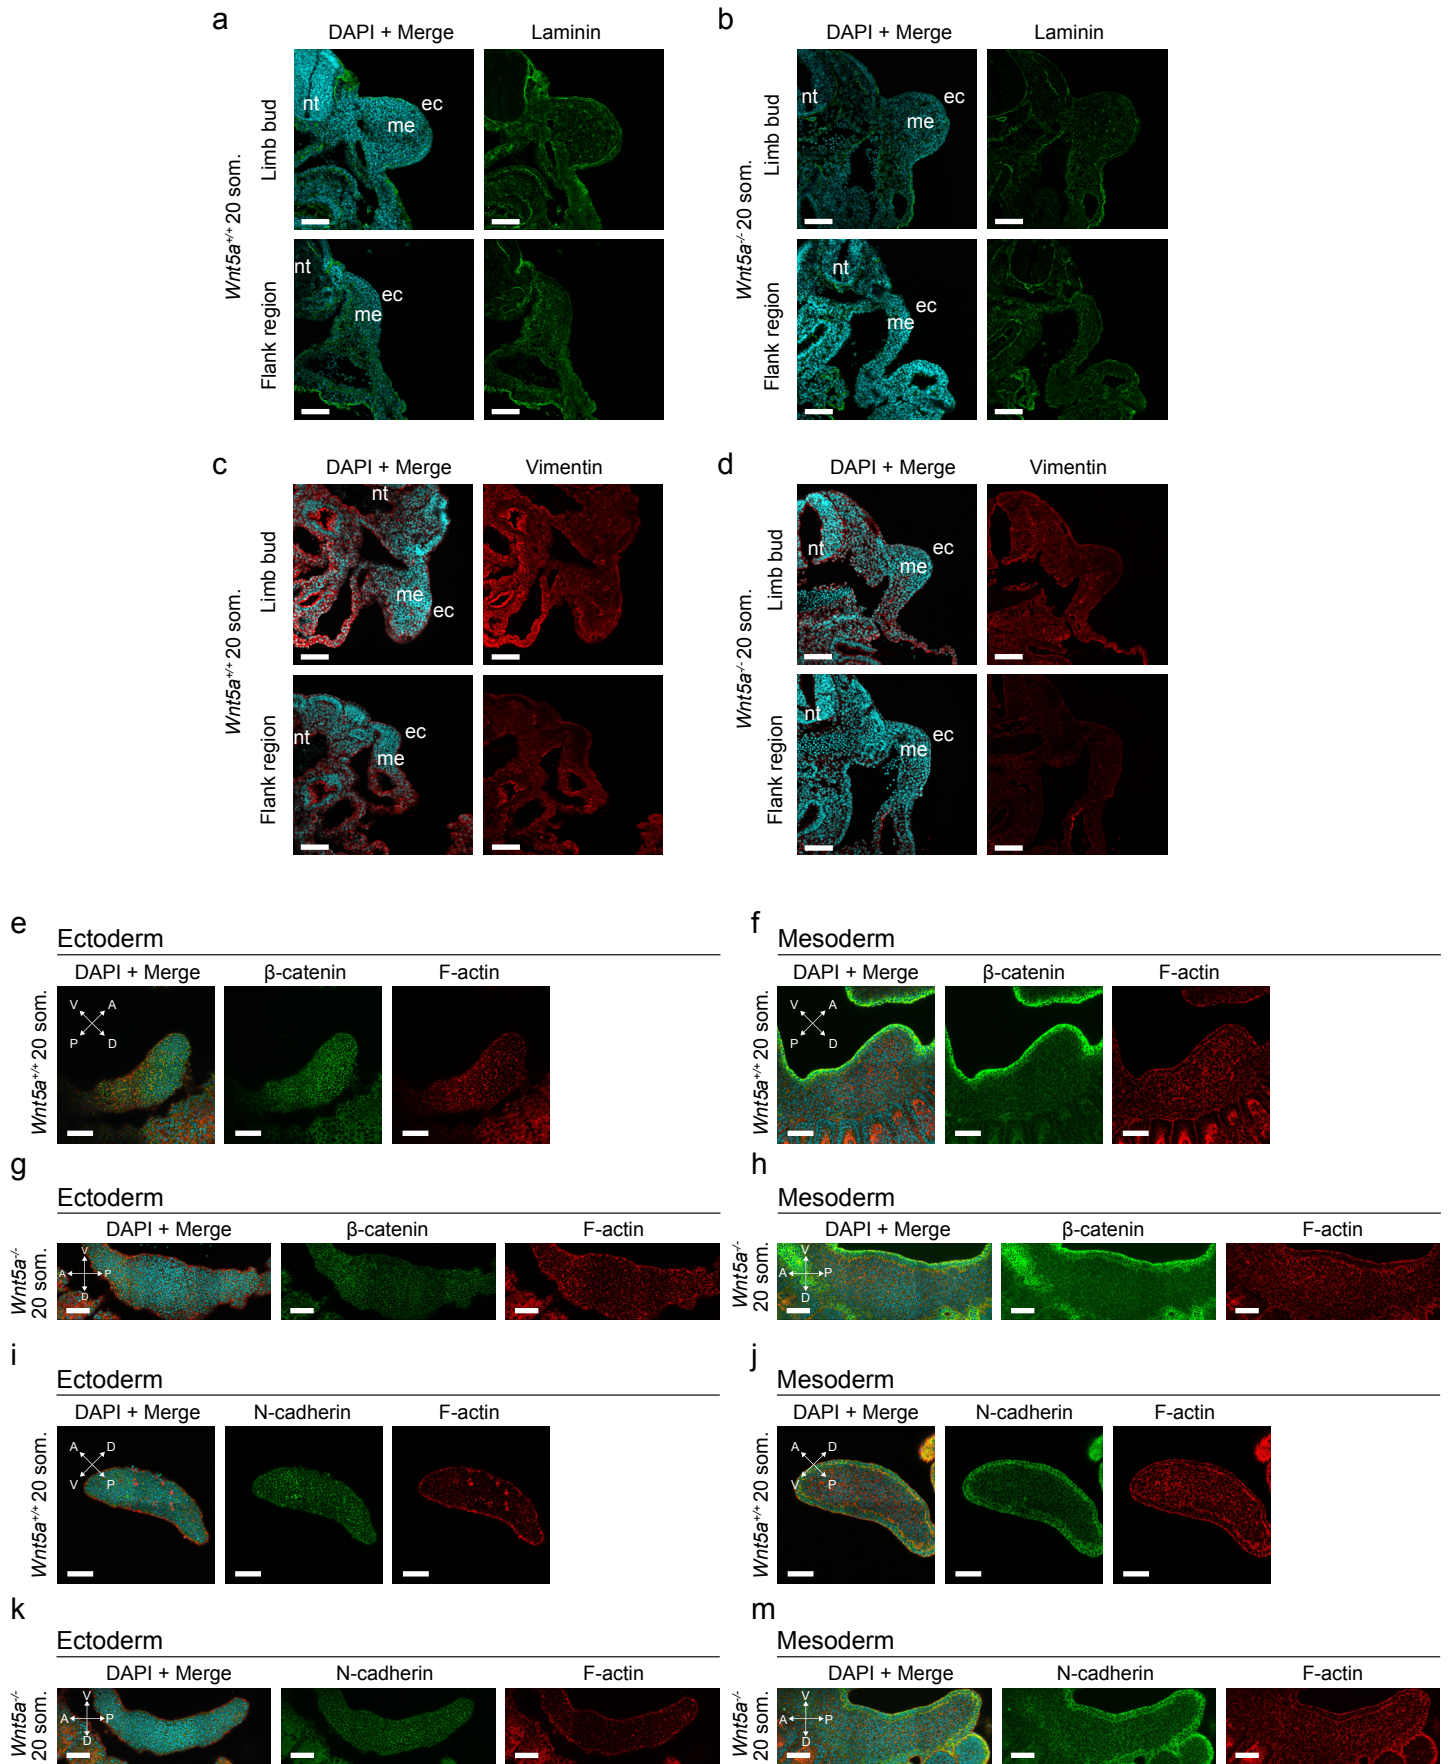 a
DAPI + Merge Laminin
Wnt5a+/+ 20 som.
Limb bud
nt me ec
Flank region
nt me ec
b
DAPI + Merge Laminin
Wnt5a-/- 20 som.
Limb bud
nt me ec
Flank region
nt me ec
c
DAPI + Merge Vimentin
Wnt5a+/+ 20 som.
Limb bud
nt me ec
Flank region
nt me ec
d
DAPI + Merge Vimentin
Wnt5a-/- 20 som.
Limb bud
nt me ec
Flank region
nt me ec
e
Ectoderm
DAPI + Merge β-catenin F-actin
Wnt5a+/+ 20 som.
V A
P D
f
Mesoderm
DAPI + Merge β-catenin F-actin
Wnt5a+/+ 20 som.
V A
P D
g
Ectoderm
DAPI + Merge β-catenin F-actin
Wnt5a-/-
20 som.
V
A P
D
h
Mesoderm
DAPI + Merge β-catenin F-actin
Wnt5a-/-
20 som.
V
A P
D
i
Ectoderm
DAPI + Merge N-cadherin F-actin
Wnt5a+/+ 20 som.
A D
V P
j
Mesoderm
DAPI + Merge N-cadherin F-actin
Wnt5a+/+ 20 som.
A D
V P
k
Ectoderm
DAPI + Merge N-cadherin F-actin
Wnt5a-/-
20 som.
V
A P
D
m
Mesoderm
DAPI + Merge N-cadherin F-actin
Wnt5a-/-
20 som.
V
A P
D